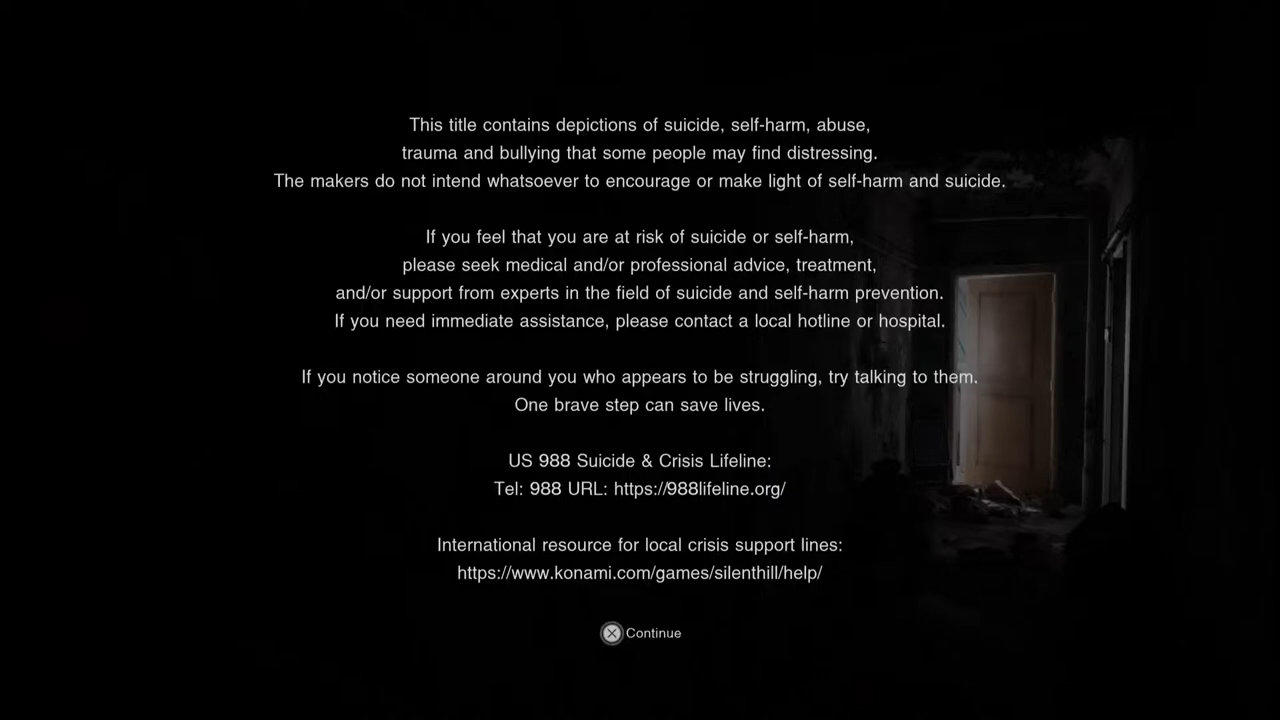 This title contains depictions of suicide, self-harm, abuse,
trauma and bullying that some people may find distressing.
The makers do not intend whatsoever to encourage or make light of self-harm and suicide.
If you feel that you are at risk of suicide or self-harm,
please seek medical and/or professional advice, treatment,
and/or support from experts in the field of suicide and self-harm prevention.
If you need immediate assistance, please contact a local hotline or hospital.
If you notice someone around you who appears to be struggling, try talking to them.
One brave step can save lives.
US 988 Suicide & Crisis Lifeline:
Tel: 988 URL: https://988lifeline.org/
International resource for local crisis support lines:
https://www.konami.com/games/silenthill/help/
Continue